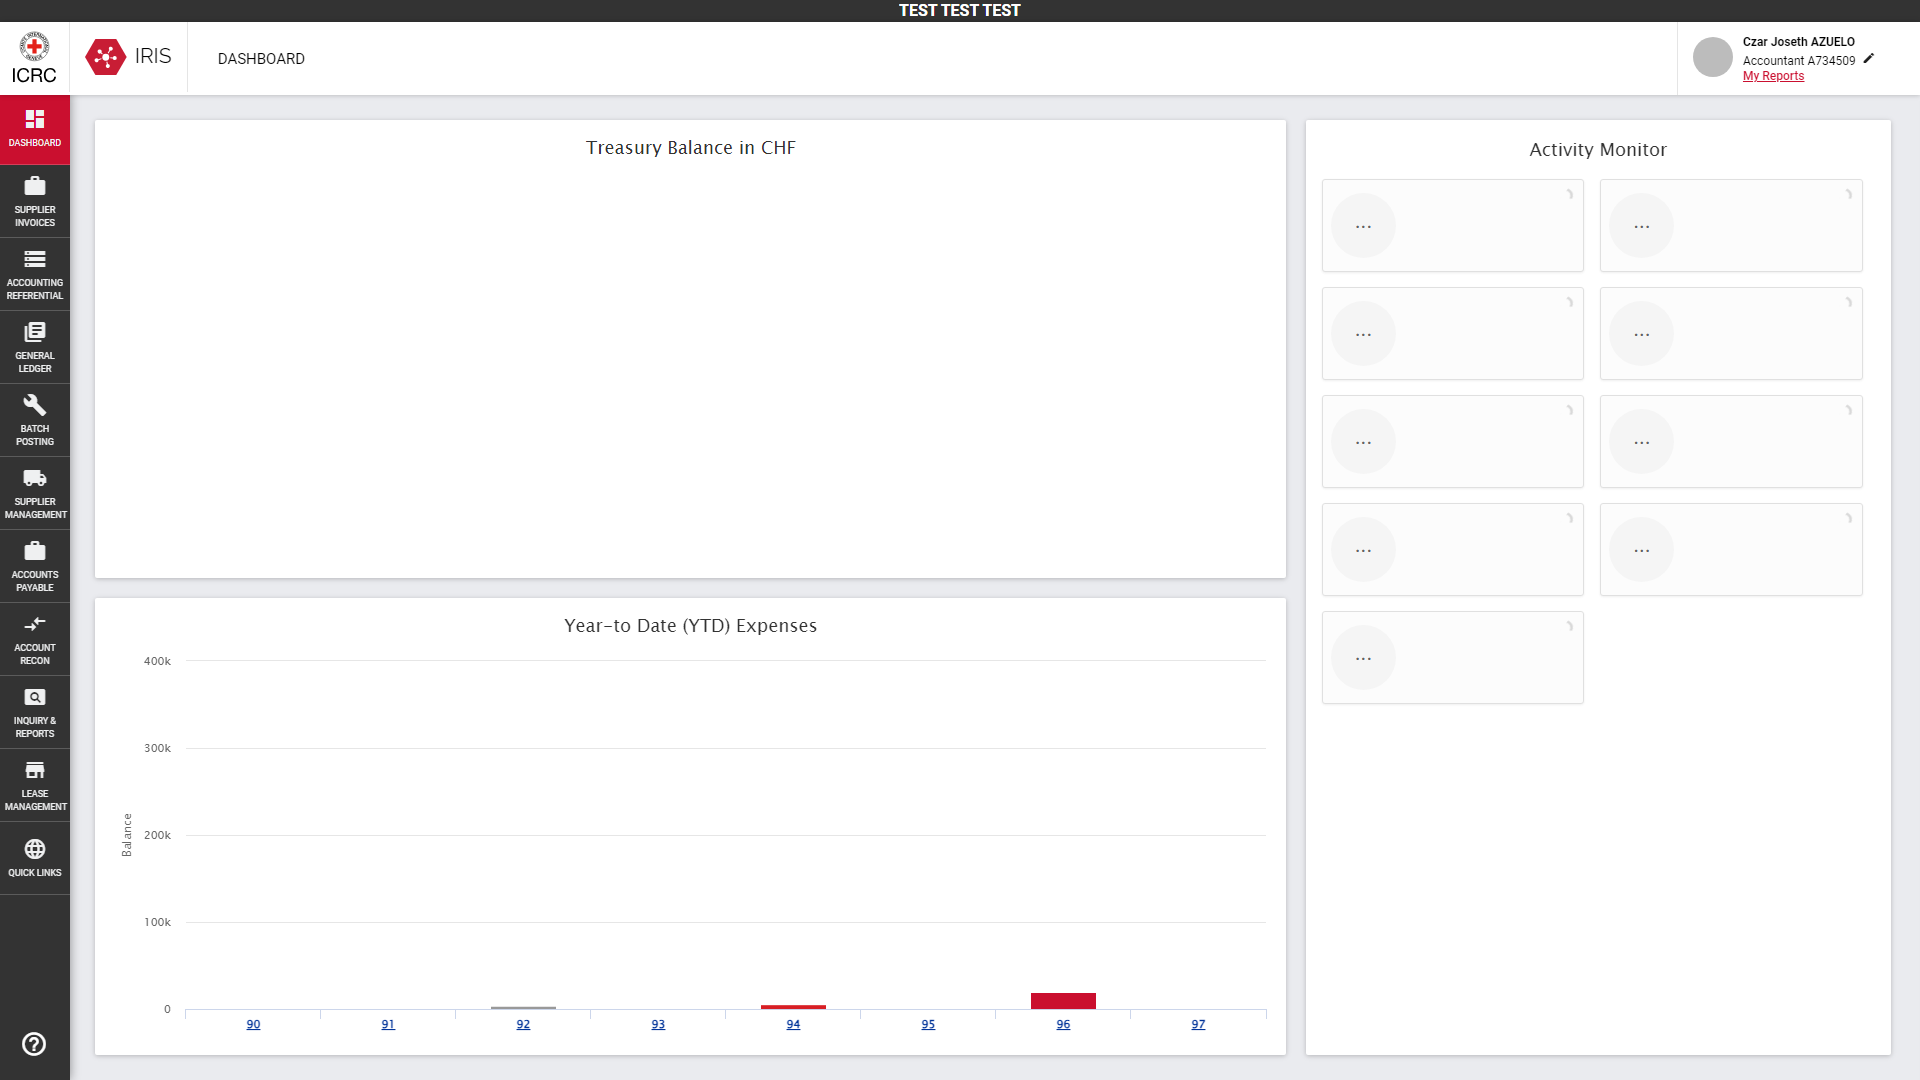 TEST TEST TEST
ICRC
IRIS
DASHBOARD
Czar Joseth AZUELO
Accountant A734509
My Reports
DASHBOARD
SUPPLIER
INVOICES
ACCOUNTING
REFERENTIAL
GENERAL
LEDGER
BATCH
POSTING
SUPPLIER
MANAGEMENT
ACCOUNTS
PAYABLE
ACCOUNT
RECON
INQUIRY &
REPORTS
LEASE
MANAGEMENT
QUICK LINKS
Treasury Balance in CHF
Year-to Date (YTD) Expenses
400k
300k
200k
100k
0
Balance
90 91 92 93 94 95 96 97
Activity Monitor
... ...
... ...
... ...
... ...
...